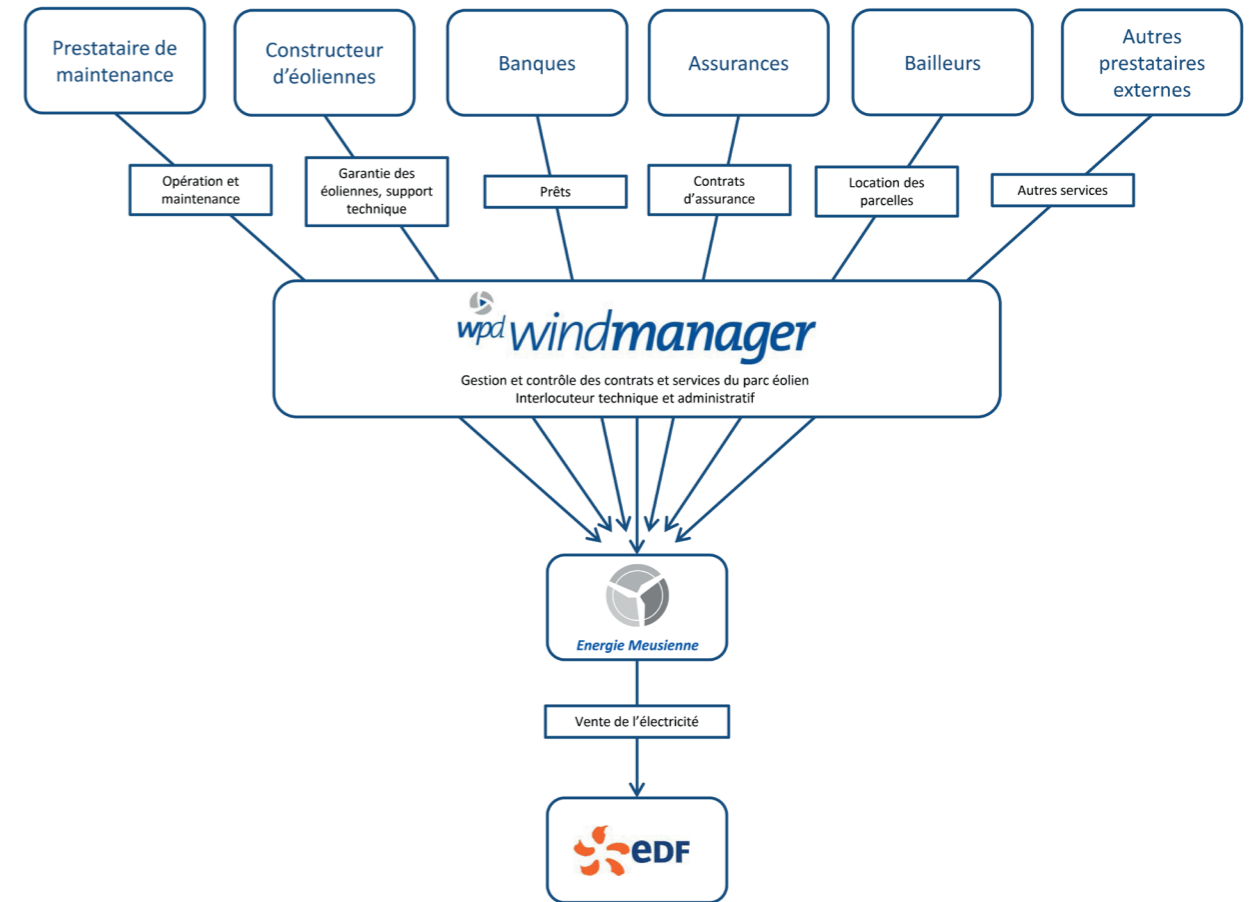 Prestataire de
maintenance
Constructeur
d'éoliennes
Banques
Assurances
Bailleurs
Autres
prestataires
externes
Opération et
maintenance
Garantie des
éoliennes, support
technique
Prêts
Contrats
d'assurance
Location des
parcelles
Autres services
wpd windmanager
Gestion et contrôle des contrats et services du parc éolien
Interlocuteur technique et administratif
Energie Meusienne
Vente de l'électricité
eDF